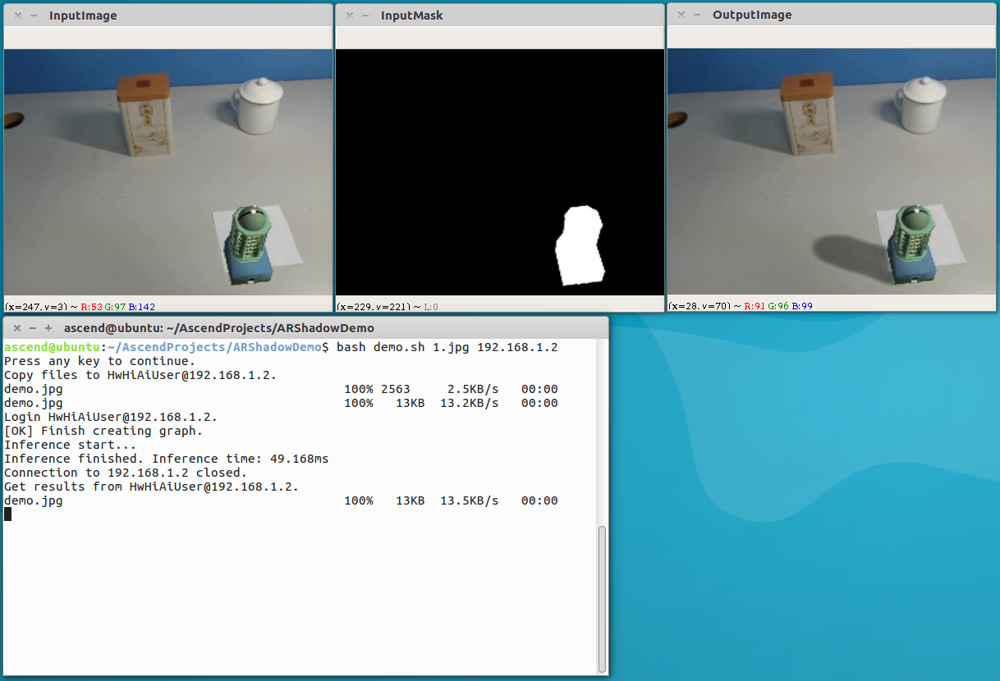 InputImage
InputMask
OutputImage
(x=247, y=3) ~ R:53 G:97 B:142
(x=229, y=221) ~ L:0
(x=28, y=70) ~ R:91 G:96 B:99
ascend@ubuntu: ~/AscendProjects/ARShadowDemo
ascend@ubuntu:~/AscendProjects/ARShadowDemo$ bash demo.sh 1.jpg 192.168.1.2
Press any key to continue.
Copy files to HwHiAiUser@192.168.1.2.
demo.jpg 100% 2563 2.5KB/s 00:00
demo.jpg 100% 13KB 13.2KB/s 00:00
Login HwHiAiUser@192.168.1.2.
[OK] Finish creating graph.
Inference start...
Inference finished. Inference time: 49.168ms
Connection to 192.168.1.2 closed.
Get results from HwHiAiUser@192.168.1.2.
demo.jpg 100% 13KB 13.5KB/s 00:00